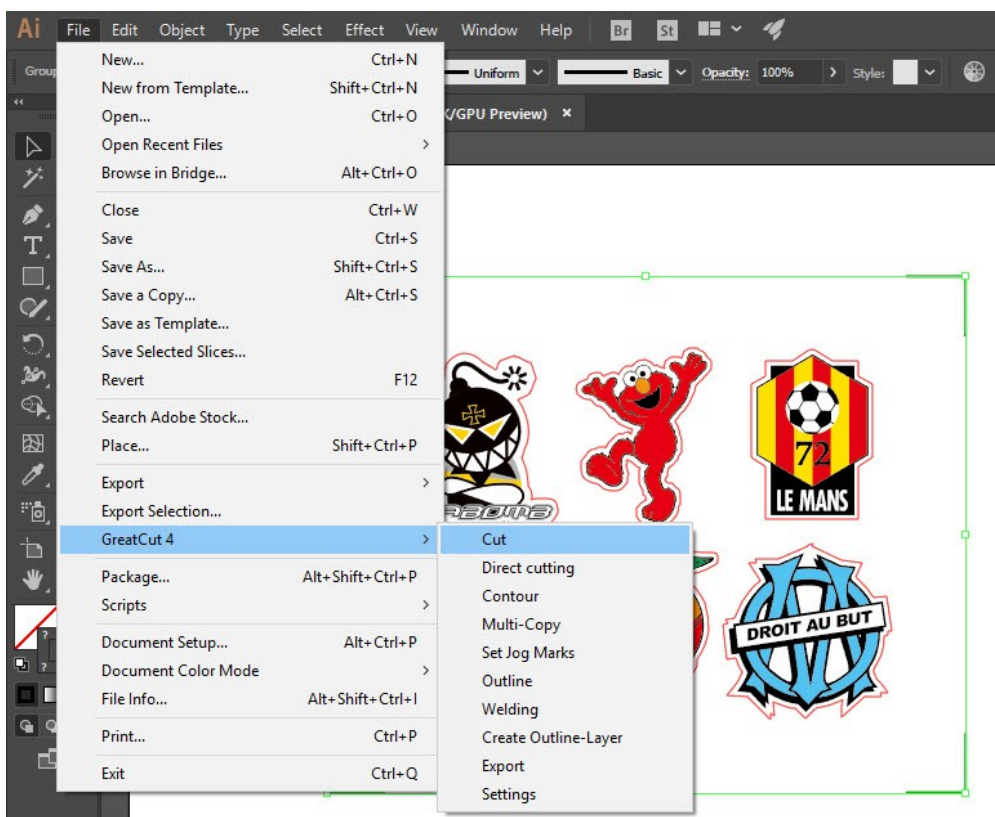 Ai File Edit Object Type Select Effect View Window Help Br St
Group Uniform Basic Opacity: 100% Style:
/GPU Preview) ×
New... Ctrl+N
New from Template... Shift+Ctrl+N
Open... Ctrl+O
Open Recent Files
Browse in Bridge... Alt+Ctrl+O
Close Ctrl+W
Save Ctrl+S
Save As... Shift+Ctrl+S
Save a Copy... Alt+Ctrl+S
Save as Template...
Save Selected Slices...
Revert F12
Search Adobe Stock...
Place... Shift+Ctrl+P
Export
Export Selection...
GreatCut 4
Package... Alt+Shift+Ctrl+P
Scripts
Document Setup... Alt+Ctrl+P
Document Color Mode
File Info... Alt+Shift+Ctrl+I
Print... Ctrl+P
Exit Ctrl+Q
Cut
Direct cutting
Contour
Multi-Copy
Set Jog Marks
Outline
Welding
Create Outline-Layer
Export
Settings
72
LE MANS
DROIT AU BUT